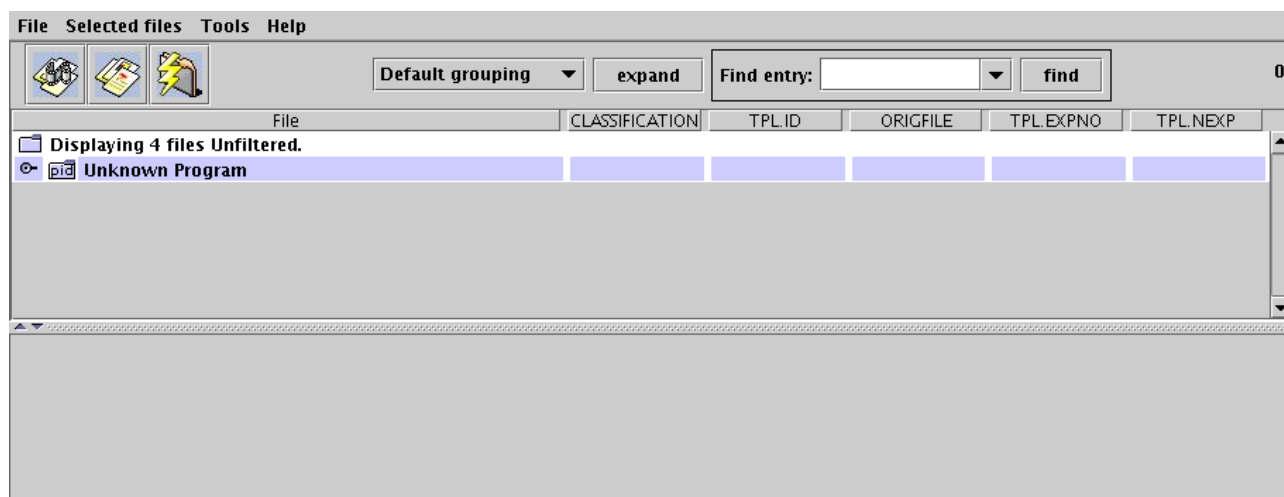 File Selected files Tools Help
Default grouping expand Find entry: find 0
File CLASSIFICATION TPL.ID ORIGFILE TPL.EXPNO TPL.NEXP
Displaying 4 files Unfiltered.
pid Unknown Program